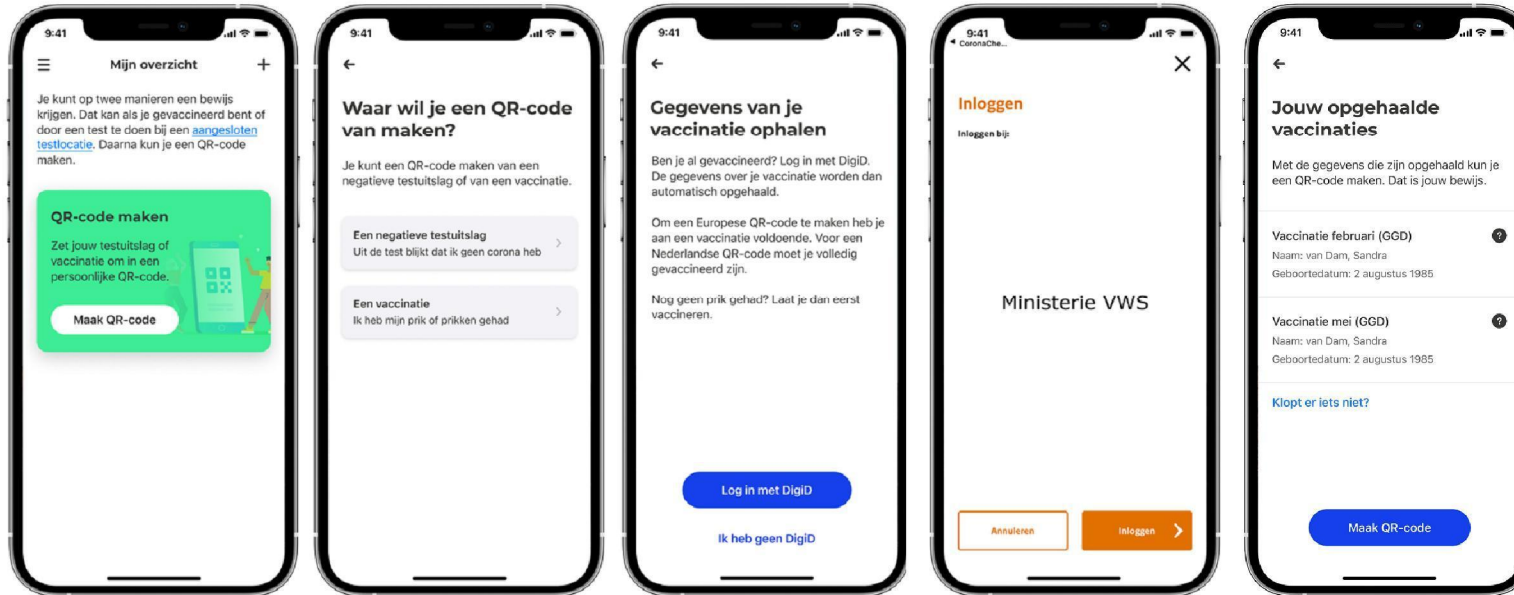 9:41
Mijn overzicht
Je kunt op twee manieren een bewijs
krijgen. Dat kan als je gevaccineerd bent of
door een test te doen bij een aangesloten
testlocatie. Daarna kun je een QR-code
maken.
QR-code maken
Zet jouw testuitslag of
vaccinatie om in een
persoonlijke QR-code.
Maak QR-code
9:41
Waar wil je een QR-code
van maken?
Je kunt een QR-code maken van een
negatieve testuitslag of van een vaccinatie.
Een negatieve testuitslag
Uit de test blijkt dat ik geen corona heb
Een vaccinatie
Ik heb mijn prik of prikken gehad
9:41
Gegevens van je
vaccinatie ophalen
Ben je al gevaccineerd? Log in met DigiD.
De gegevens over je vaccinatie worden dan
automatisch opgehaald.
Om een Europese QR-code te maken heb je
aan een vaccinatie voldoende. Voor een
Nederlandse QR-code moet je volledig
gevaccineerd zijn.
Nog geen prik gehad? Laat je dan eerst
vaccineren.
Log in met DigiD
Ik heb geen DigiD
9:41
CoronaChe...
Inloggen
Inloggen bij:
Ministerie VWS
Annuleren
Inloggen
9:41
Jouw opgehaalde
vaccinaties
Met de gegevens die zijn opgehaald kun je
een QR-code maken. Dat is jouw bewijs.
Vaccinatie februari (GGD)
Naam: van Dam, Sandra
Geboortedatum: 2 augustus 1985
Vaccinatie mei (GGD)
Naam: van Dam, Sandra
Geboortedatum: 2 augustus 1985
Klopt er iets niet?
Maak QR-code